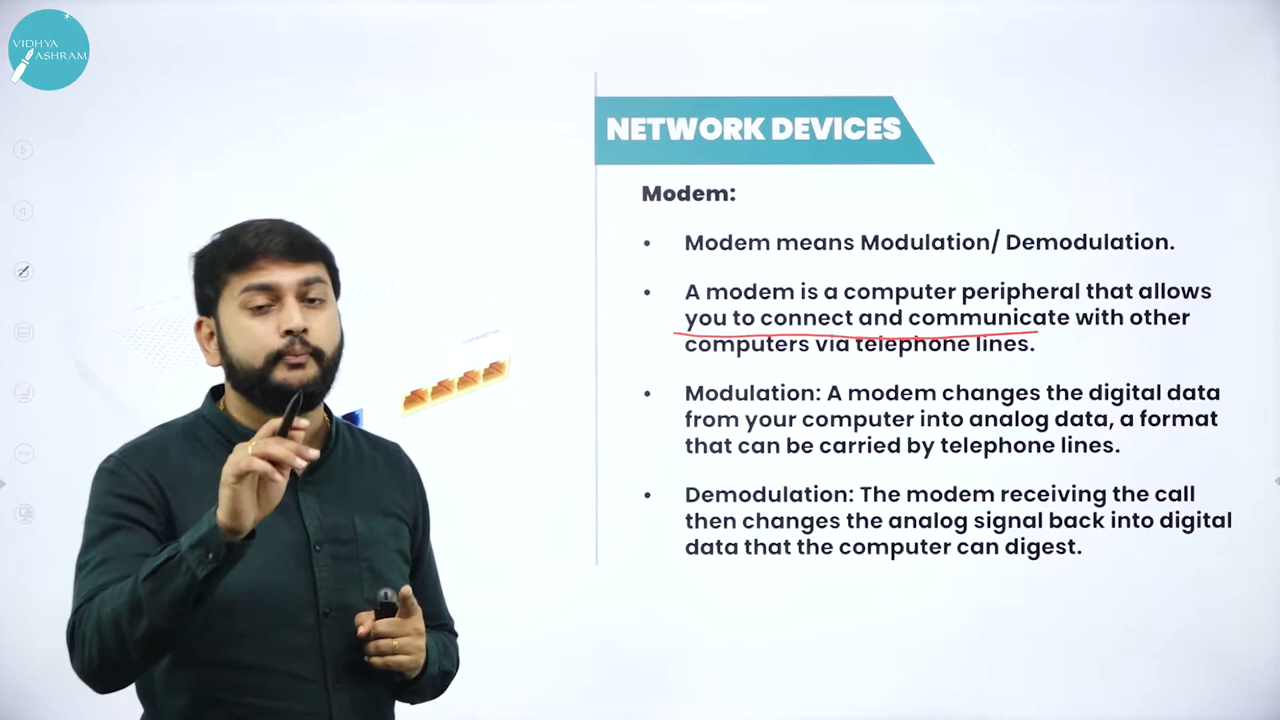 VIDHYA
ASHRAM
NETWORK DEVICES
Modem:
• Modem means Modulation/ Demodulation.
• A modem is a computer peripheral that allows
you to connect and communicate with other
computers via telephone lines.
• Modulation: A modem changes the digital data
from your computer into analog data, a format
that can be carried by telephone lines.
• Demodulation: The modem receiving the call
then changes the analog signal back into digital
data that the computer can digest.